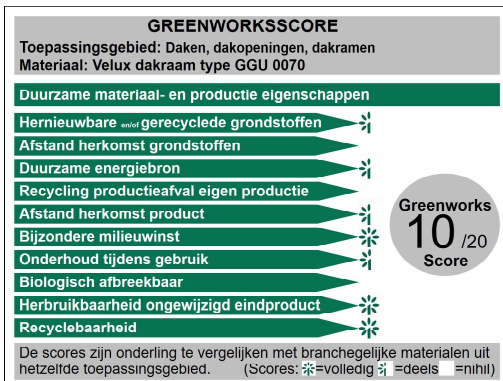 GREENWORKSSCORE
Toepassingsgebied: Daken, dakopeningen, dakramen
Materiaal: Velux dakraam type GGU 0070
Duurzame materiaal- en productie eigenschappen
Hernieuwbare en/of gerecyclede grondstoffen
Afstand herkomst grondstoffen
Duurzame energiebron
Recycling productieafval eigen productie
Afstand herkomst product
Bijzondere milieuwinst
Onderhoud tijdens gebruik
Biologisch afbreekbaar
Herbruikbaarheid ongewijzigd eindproduct
Recyclebaarheid
Greenworks
10 /20
Score
De scores zijn onderling te vergelijken met branchegelijke materialen uit
hetzelfde toepassingsgebied. (Scores: =volledig =deels =nihil)